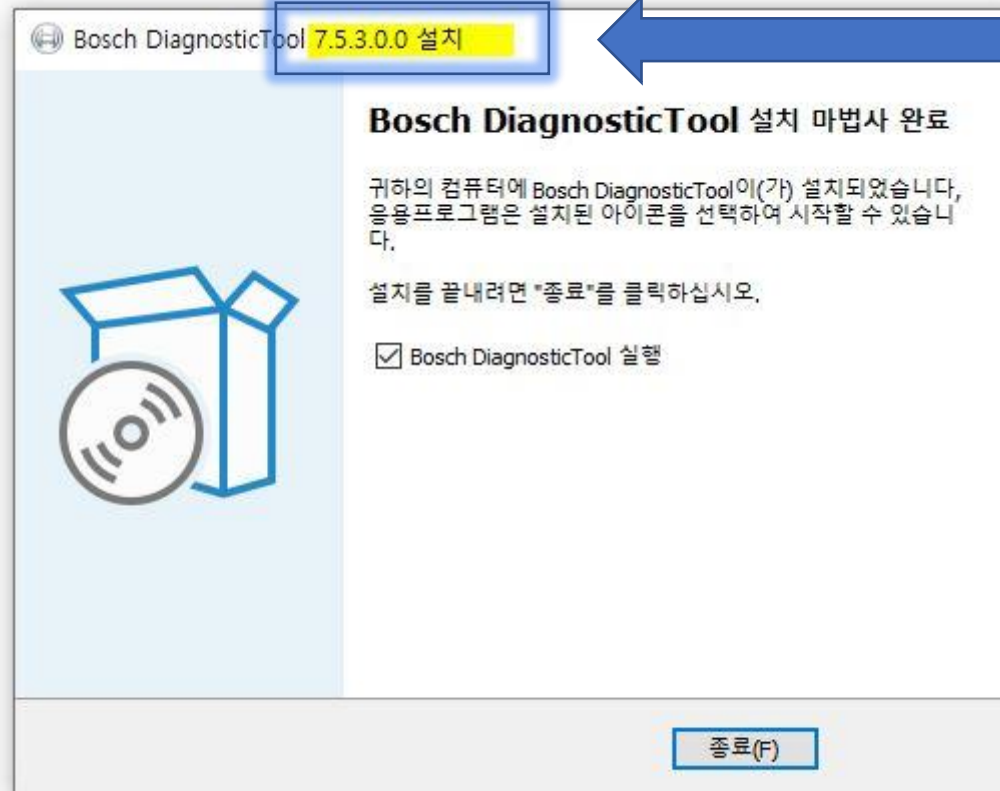 Bosch DiagnosticTool 7.5.3.0.0 설치
Bosch DiagnosticTool 설치 마법사 완료
귀하의 컴퓨터에 Bosch DiagnosticTool이(가) 설치되었습니다,
응용프로그램은 설치된 아이콘을 선택하여 시작할 수 있습니
다.
설치를 끝내려면 "종료"를 클릭하십시오.
Bosch DiagnosticTool 실행
종료(F)